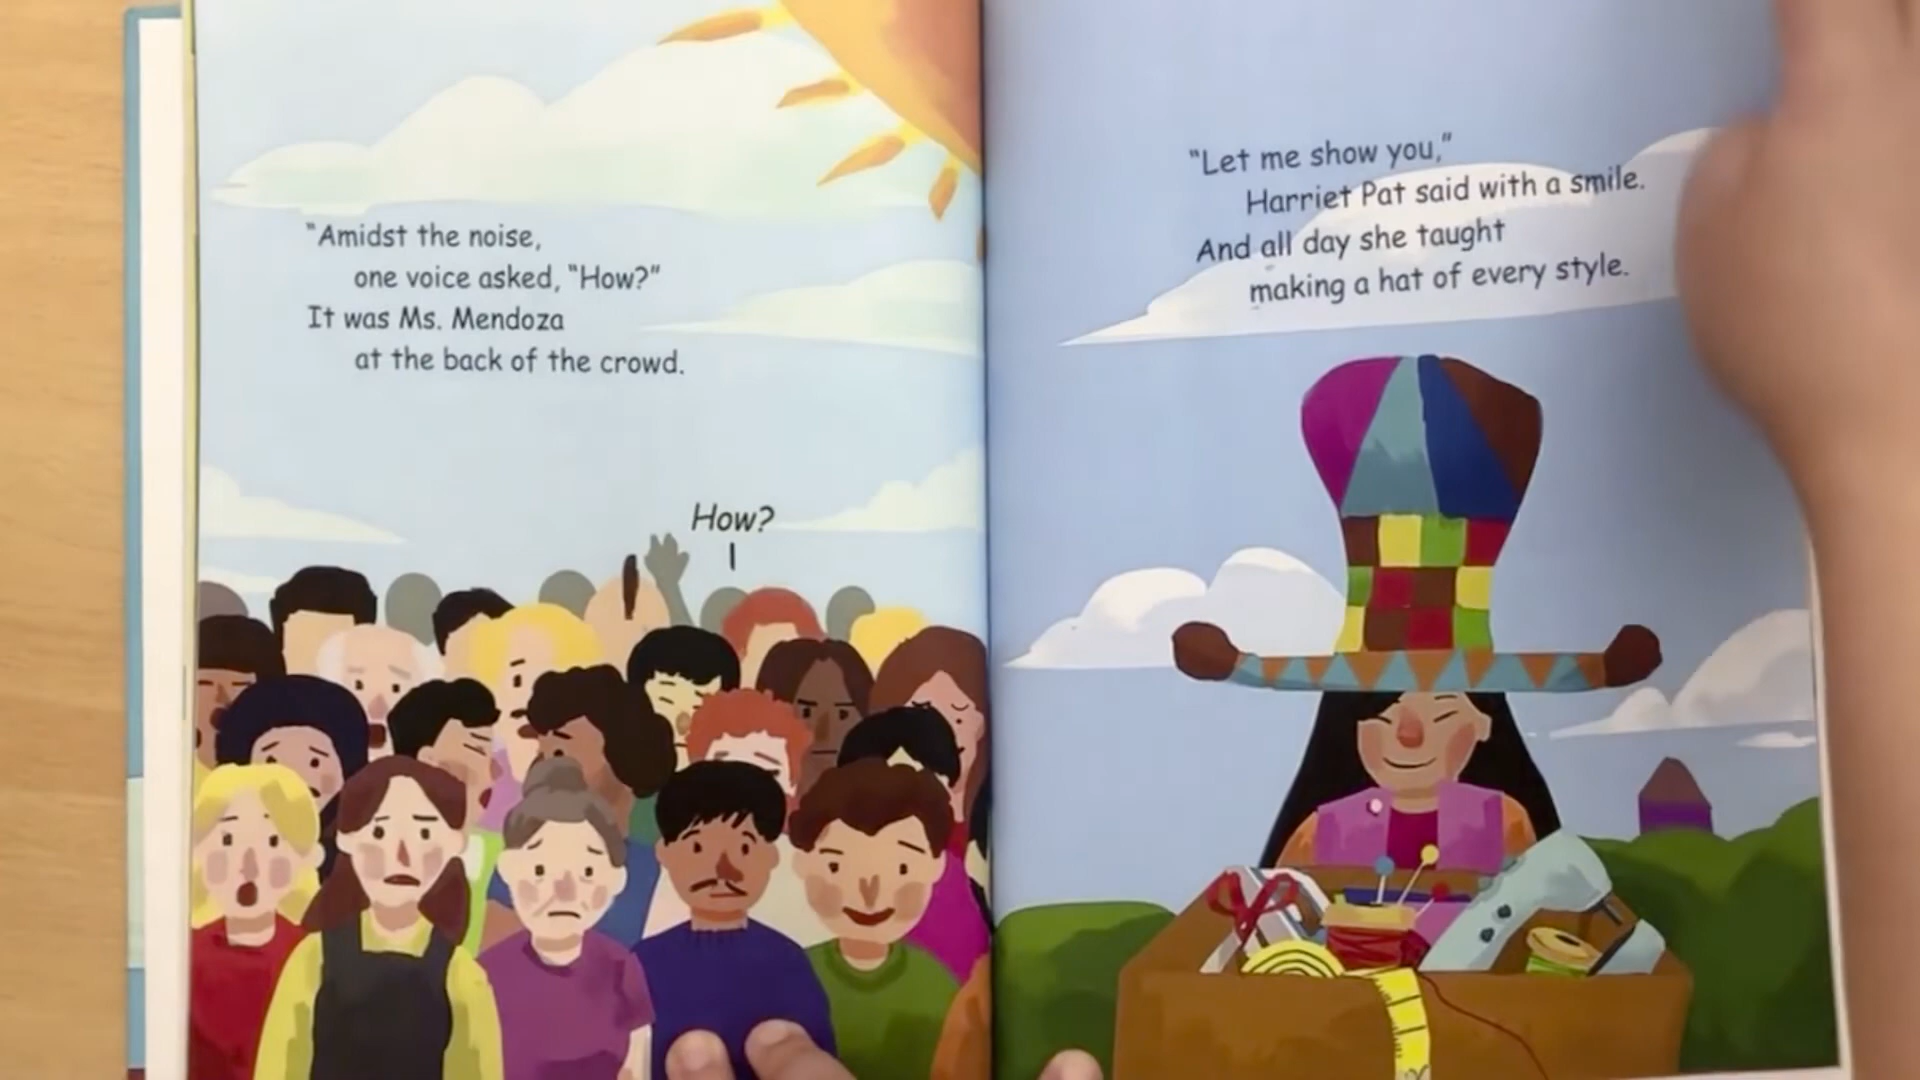 “Amidst the noise,
one voice asked, “How?”
It was Ms. Mendoza
at the back of the crowd.
How?
“Let me show you,”
Harriet Pat said with a smile.
And all day she taught
making a hat of every style.